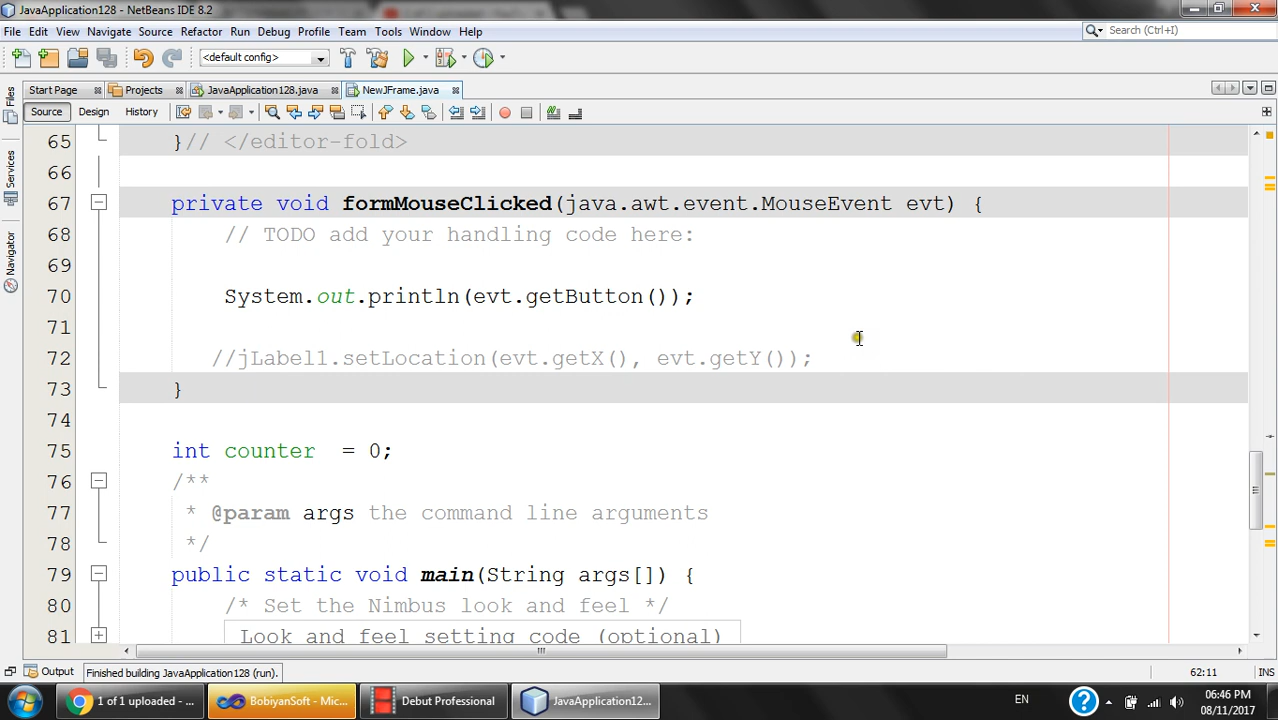 JavaApplication128 - NetBeans IDE 8.2
File Edit View Navigate Source Refactor Run Debug Profile Team Tools Window Help
Search (Ctrl+I)
<default config>
Start Page Projects JavaApplication128.java NewJFrame.java
Source Design History
Files
Services
Navigator
65 }// </editor-fold>
66
67 private void formMouseClicked(java.awt.event.MouseEvent evt) {
68 // TODO add your handling code here:
69
70 System.out.println(evt.getButton());
71
72 //jLabel1.setLocation(evt.getX(), evt.getY());
73 }
74
75 int counter  = 0;
76 /**
77 * @param args the command line arguments
78 */
79 public static void main(String args[]) {
80 /* Set the Nimbus look and feel */
81 Look and feel setting code (optional)
Output Finished building JavaApplication128 (run). 62:11 INS
1 of 1 uploaded - ... BobiyanSoft - Mic... Debut Professional JavaApplication12... EN 06:46 PM
08/11/2017